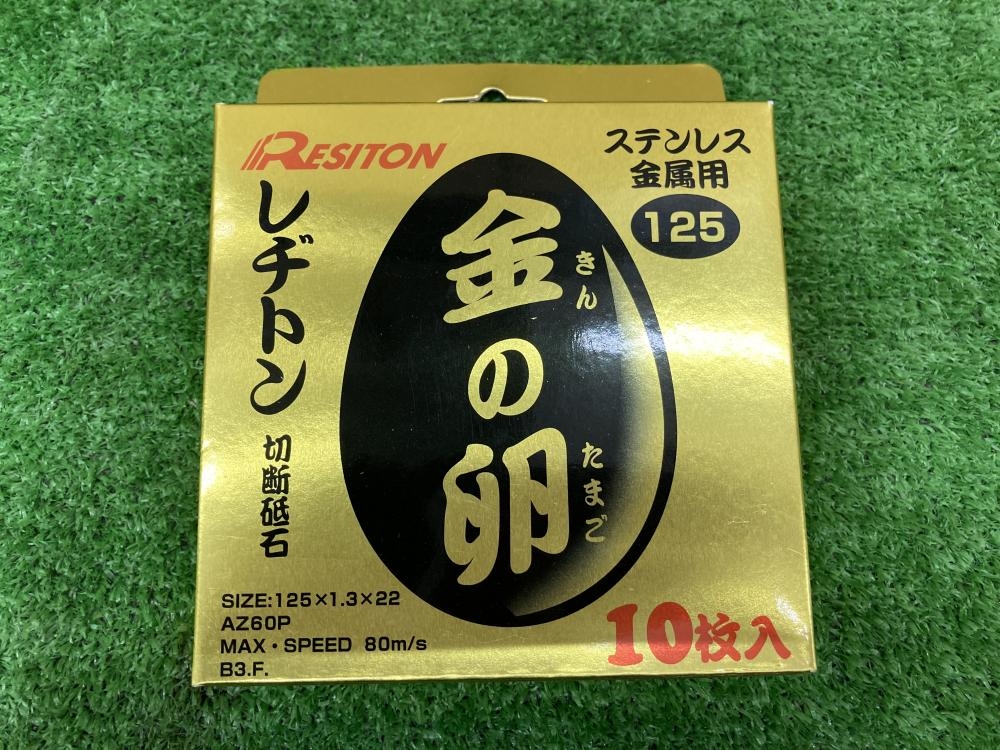 RESITON
レヂトン
切断砥石
金の卵
きん
たまご
ステンレス
金属用
125
SIZE:125×1.3×22
AZ60P
MAX・SPEED 80m/s
B3.F.
10枚入